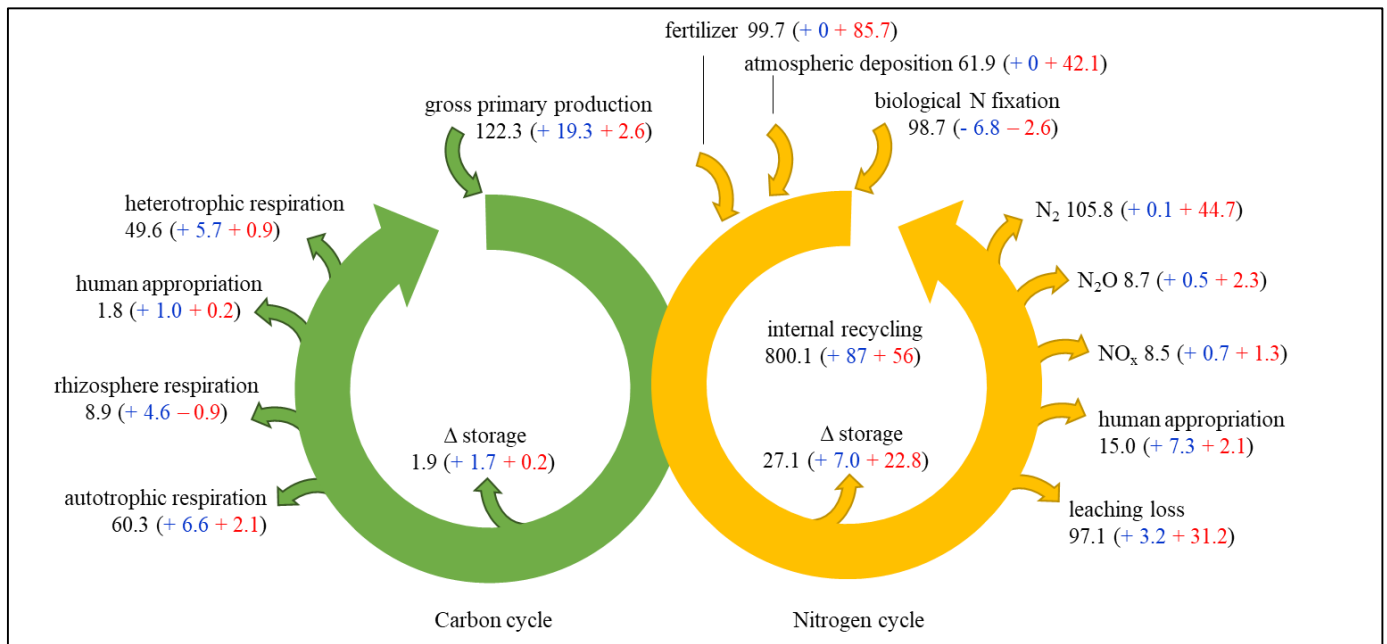 fertilizer 99.7 (+ 0 + 85.7)
atmospheric deposition 61.9 (+ 0 + 42.1)
biological N fixation
98.7 (- 6.8 – 2.6)
gross primary production
122.3 (+ 19.3 + 2.6)
heterotrophic respiration
49.6 (+ 5.7 + 0.9)
human appropriation
1.8 (+ 1.0 + 0.2)
rhizosphere respiration
8.9 (+ 4.6 – 0.9)
autotrophic respiration
60.3 (+ 6.6 + 2.1)
Δ storage
1.9 (+ 1.7 + 0.2)
Carbon cycle
internal recycling
800.1 (+ 87 + 56)
Δ storage
27.1 (+ 7.0 + 22.8)
N₂ 105.8 (+ 0.1 + 44.7)
N₂O 8.7 (+ 0.5 + 2.3)
NOₓ 8.5 (+ 0.7 + 1.3)
human appropriation
15.0 (+ 7.3 + 2.1)
leaching loss
97.1 (+ 3.2 + 31.2)
Nitrogen cycle